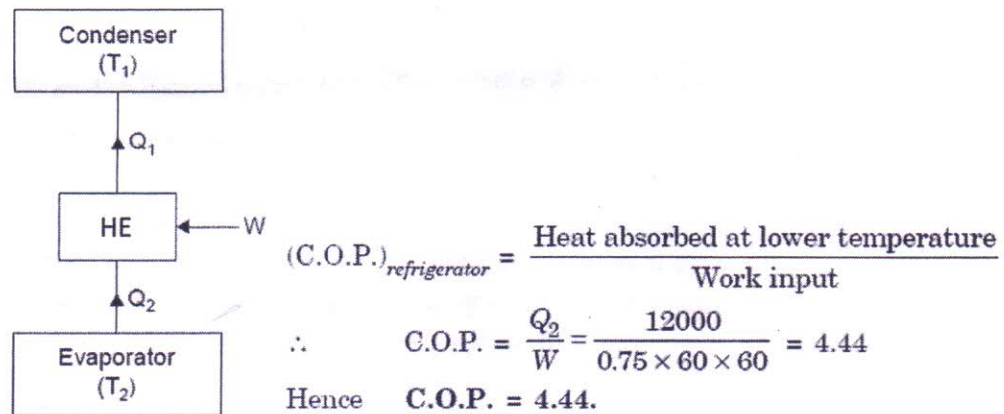 Condenser
(T₁)
Q₁
HE
W
Q₂
Evaporator
(T₂)
(C.O.P.)refrigerator = Heat absorbed at lower temperature / Work input
∴ C.O.P. = Q₂ / W = 12000 / 0.75 × 60 × 60 = 4.44
Hence C.O.P. = 4.44.